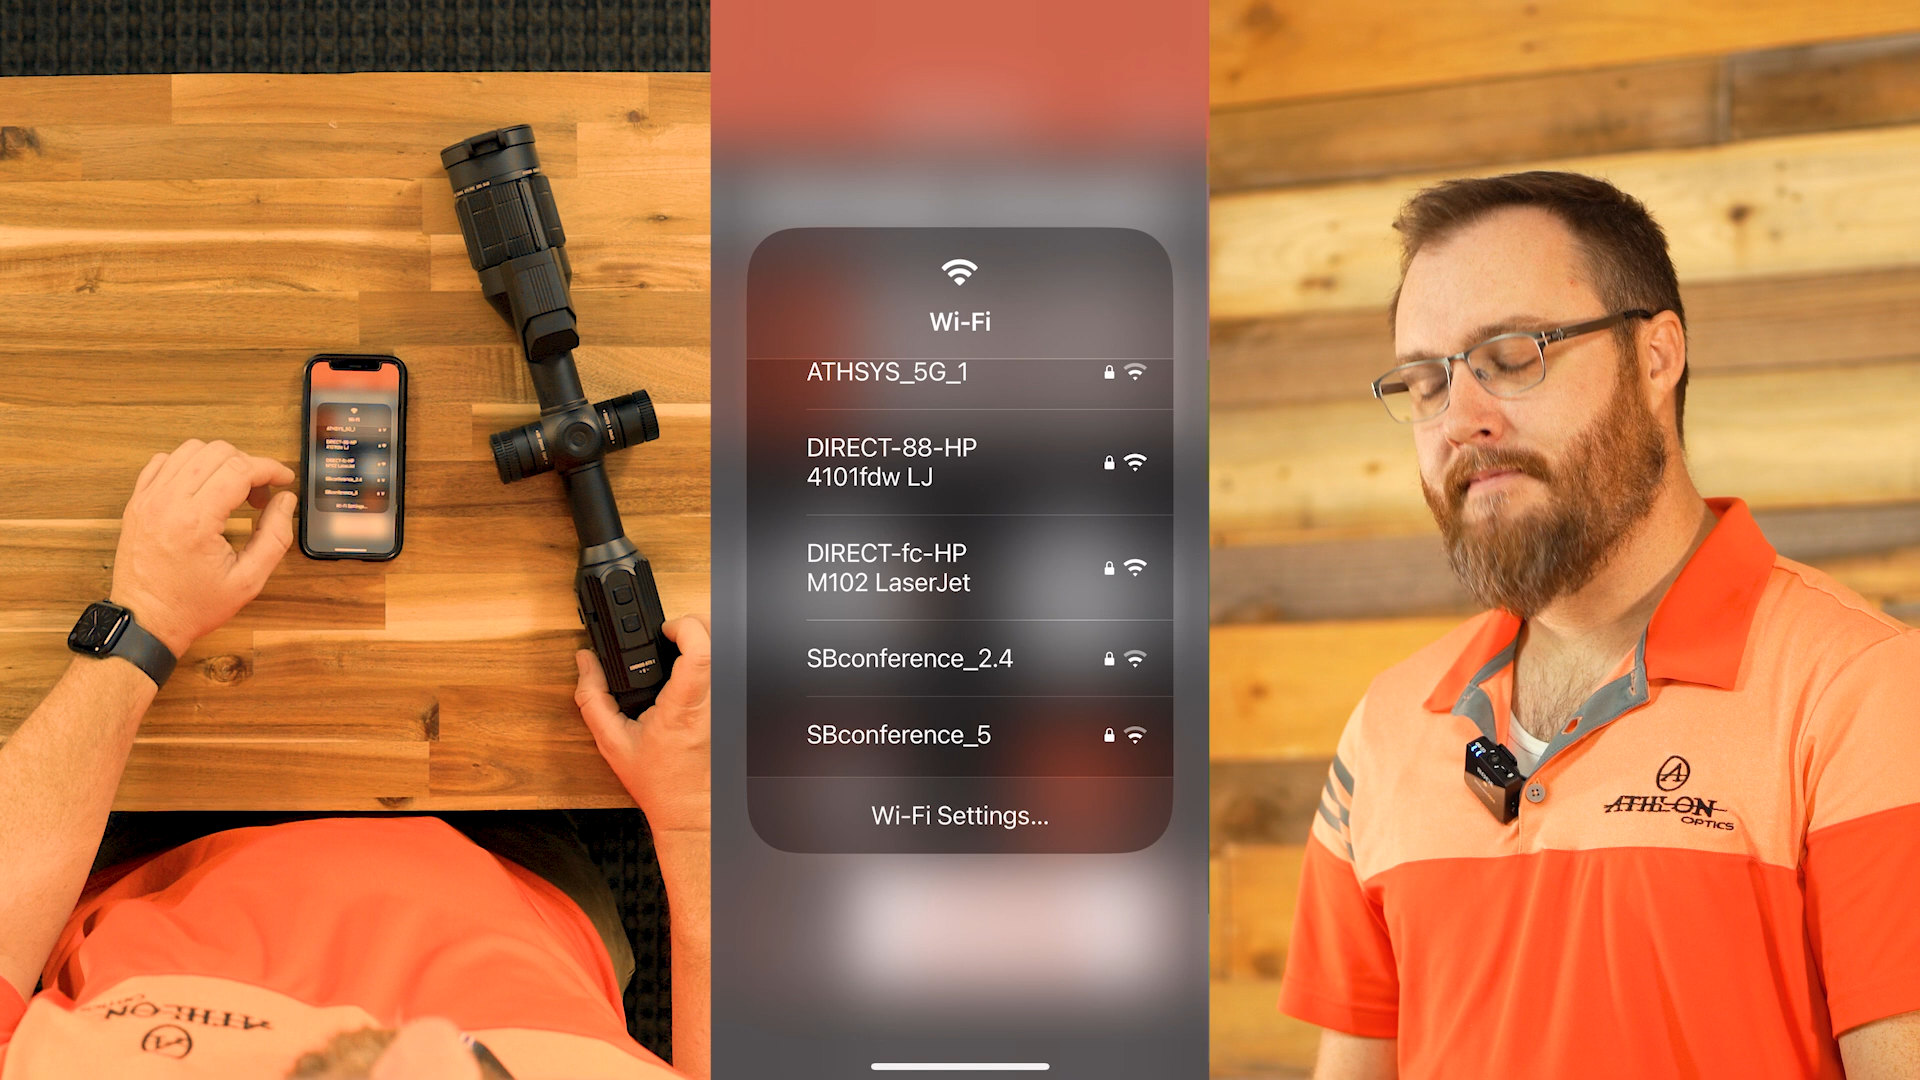 Wi-Fi
ATHSYS_5G_1
DIRECT-88-HP
4101fdw LJ
DIRECT-fc-HP
M102 LaserJet
SBconference_2.4
SBconference_5
Wi-Fi Settings...
ATHLON
OPTICS
ATHLON